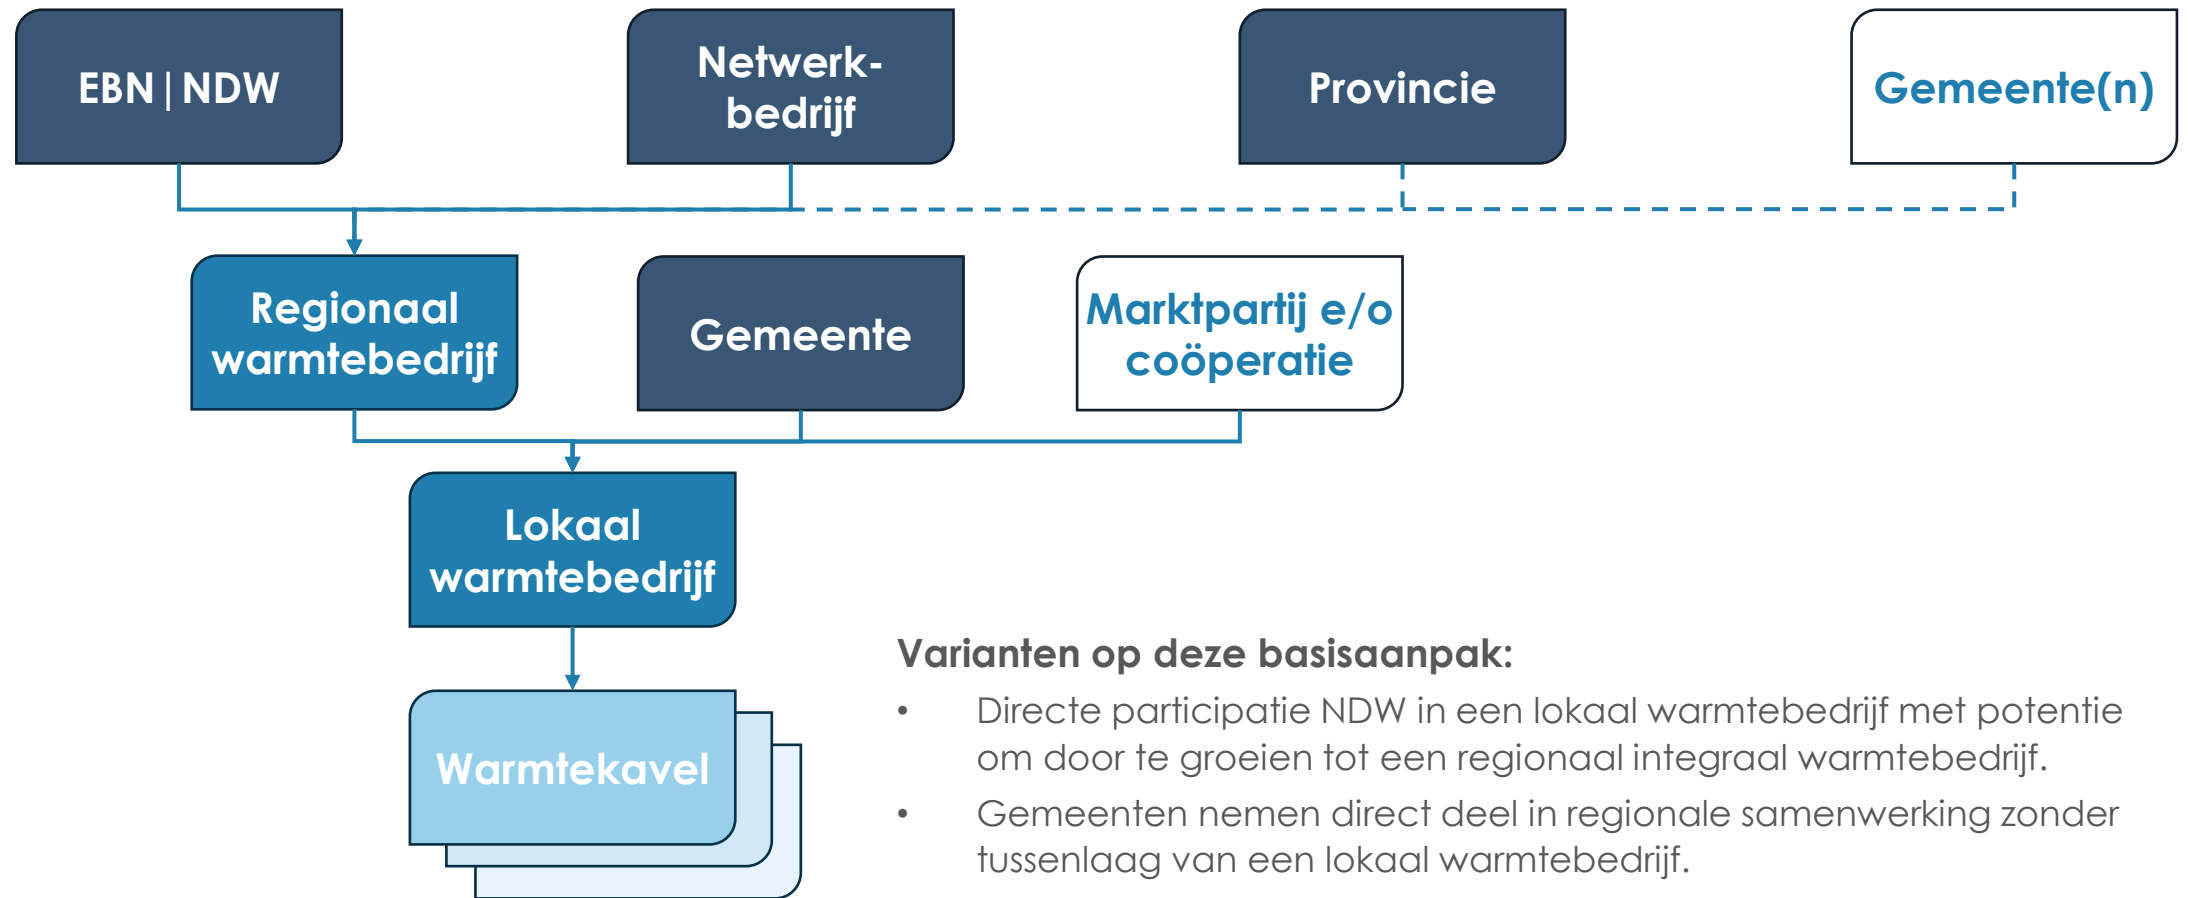 EBN|NDW
Netwerk-
bedrijf
Provincie
Gemeente(n)
Regionaal
warmtebedrijf
Gemeente
Marktpartij e/o
coöperatie
Lokaal
warmtebedrijf
Warmtekavel
Varianten op deze basisaanpak:
• Directe participatie NDW in een lokaal warmtebedrijf met potentie
om door te groeien tot een regionaal integraal warmtebedrijf.
• Gemeenten nemen direct deel in regionale samenwerking zonder
tussenlaag van een lokaal warmtebedrijf.